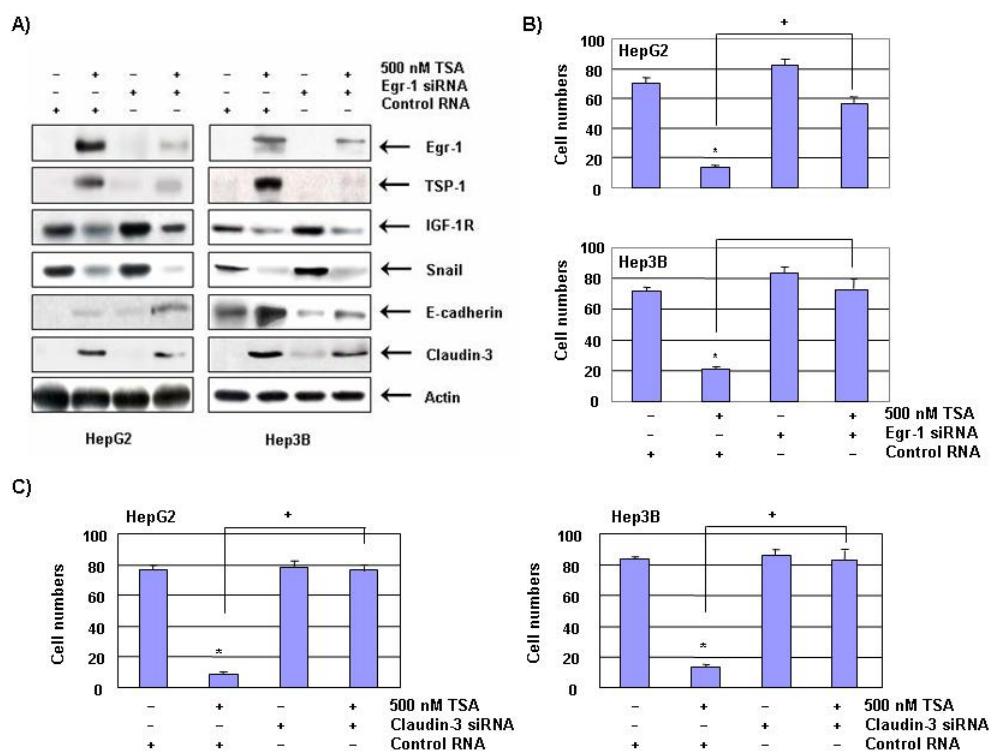 A)
– + – + – + – + 500 nM TSA
– – + + – – + + Egr-1 siRNA
+ + – – + + – – Control RNA
Egr-1
TSP-1
IGF-1R
Snail
E-cadherin
Claudin-3
Actin
HepG2 Hep3B
B)
HepG2
+
Cell numbers
100
80
60
40
20
0
*
Hep3B
Cell numbers
100
80
60
40
20
0
*
– + – + 500 nM TSA
– – + + Egr-1 siRNA
+ + – – Control RNA
C)
HepG2
+
Cell numbers
100
80
60
40
20
0
*
– + – + 500 nM TSA
– – + + Claudin-3 siRNA
+ + – – Control RNA
Hep3B
+
Cell numbers
100
80
60
40
20
0
*
– + – + 500 nM TSA
– – + + Claudin-3 siRNA
+ + – – Control RNA